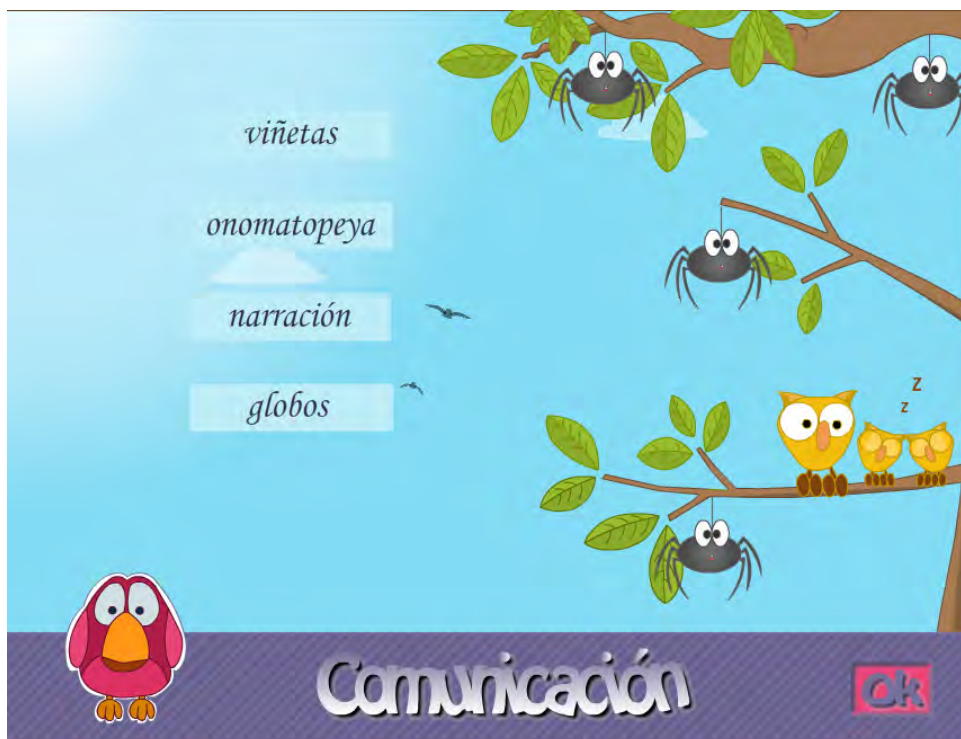 viñetas
onomatopeya
narración
globos
z
z
Comunicación
Ok